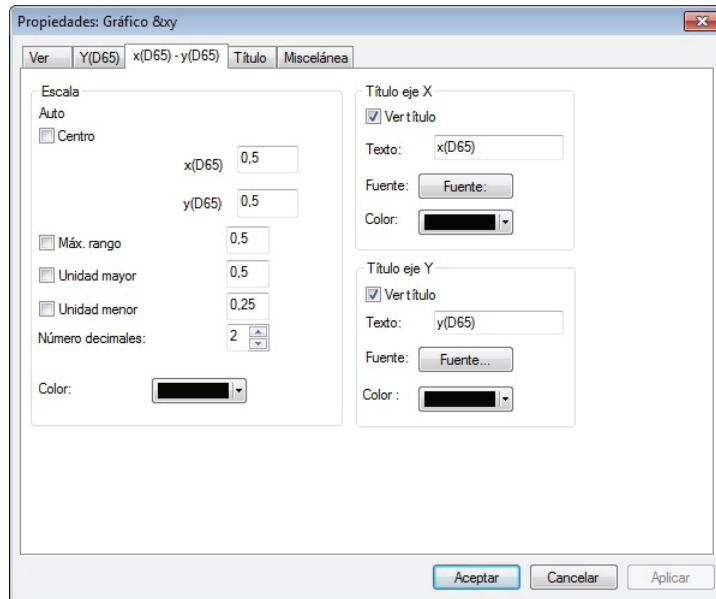 Propiedades: Gráfico &xy
Ver Y(D65) x(D65) - y(D65) Título Miscelánea
Escala
Auto
Centro
x(D65) 0,5
y(D65) 0,5
Máx. rango 0,5
Unidad mayor 0,5
Unidad menor 0,25
Número decimales: 2
Color:
Título eje X
Ver título
Texto: x(D65)
Fuente: Fuente:
Color:
Título eje Y
Ver título
Texto: y(D65)
Fuente: Fuente...
Color :
Aceptar Cancelar Aplicar